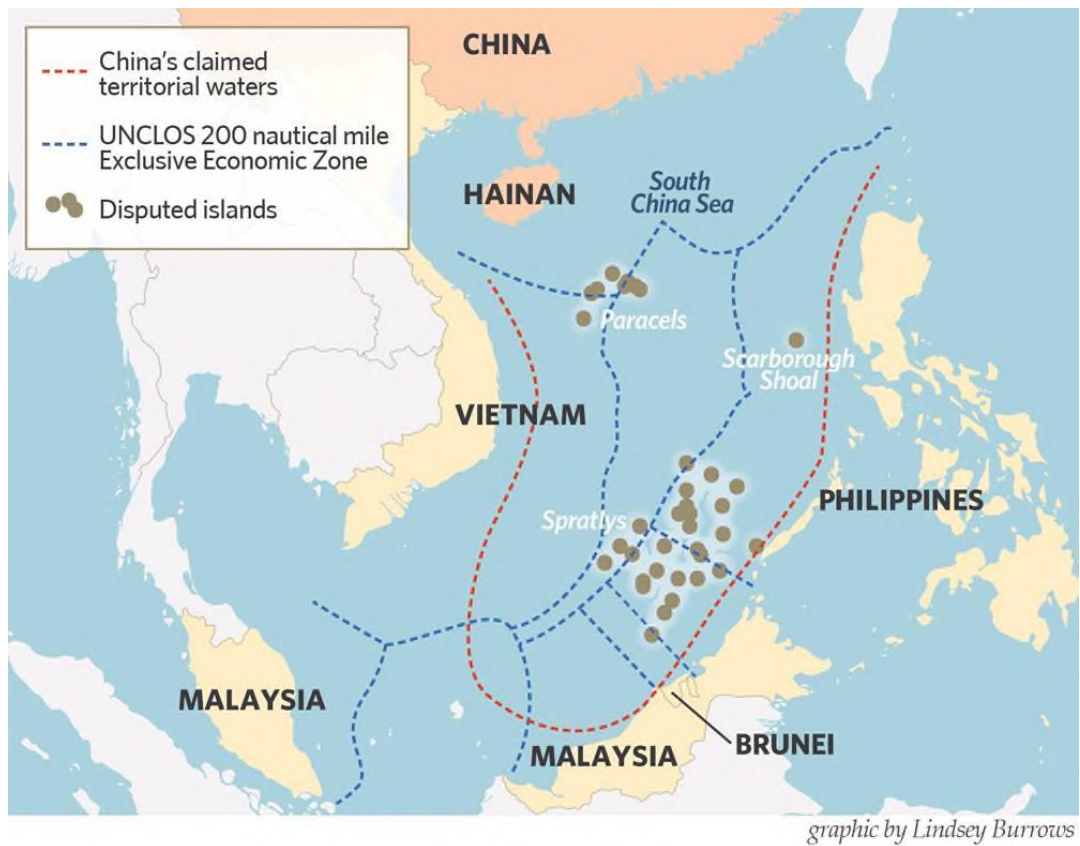 China's claimed
territorial waters
UNCLOS 200 nautical mile
Exclusive Economic Zone
Disputed islands
CHINA
HAINAN
South
China Sea
Paracels
Scarborough
Shoal
VIETNAM
PHILIPPINES
Spratlys
MALAYSIA
MALAYSIA
BRUNEI
graphic by Lindsey Burrows